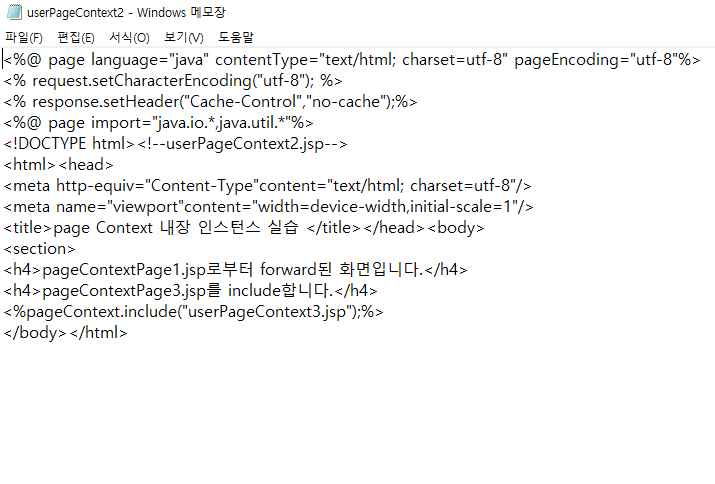 userPageContext2 - Windows 메모장
파일(F) 편집(E) 서식(O) 보기(V) 도움말
<%@ page language="java" contentType="text/html; charset=utf-8" pageEncoding="utf-8"%>
<% request.setCharacterEncoding("utf-8"); %>
<% response.setHeader("Cache-Control","no-cache");%>
<%@ page import="java.io.*,java.util.*"%>
<!DOCTYPE html><!--userPageContext2.jsp-->
<html><head>
<meta http-equiv="Content-Type"content="text/html; charset=utf-8"/>
<meta name="viewport"content="width=device-width,initial-scale=1"/>
<title>page Context 내장 인스턴스 실습 </title></head><body>
<section>
<h4>pageContextPage1.jsp로부터 forward된 화면입니다.</h4>
<h4>pageContextPage3.jsp를 include합니다.</h4>
<%pageContext.include("userPageContext3.jsp");%>
</body></html>